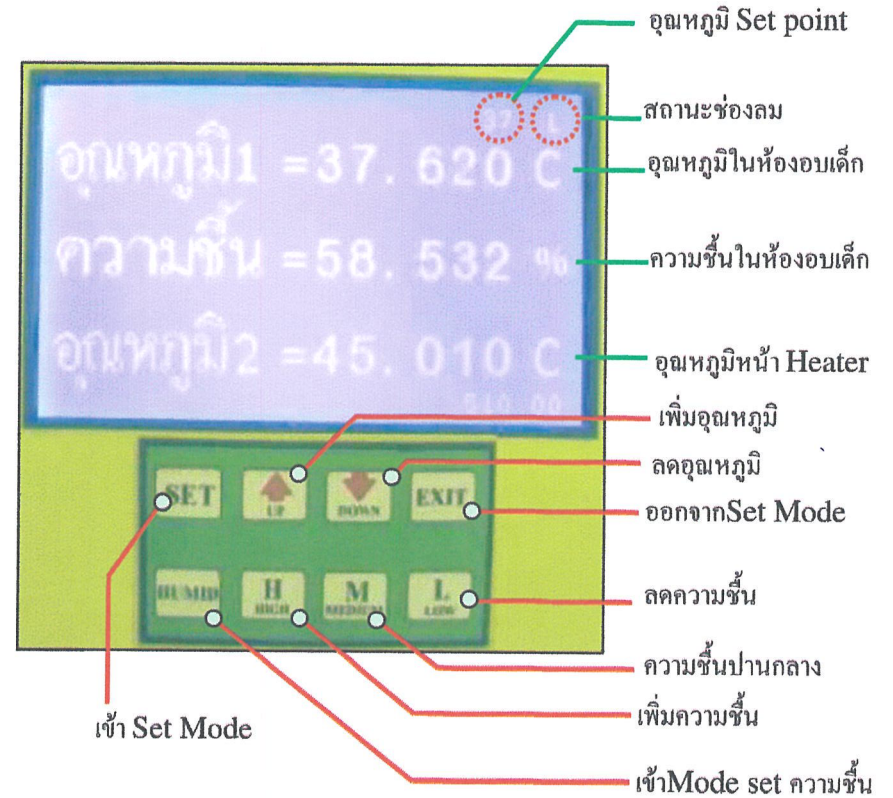 อุณหภูมิ Set point
37 L
สถานะช่องลม
อุณหภูมิ1 =37. 620 C
อุณหภูมิในห้องอบเด็ก
ความชื้น =58. 532 %
ความชื้นในห้องอบเด็ก
อุณหภูมิ2 =45. 010 C
อุณหภูมิหน้า Heater
เพิ่มอุณหภูมิ
ลดอุณหภูมิ
SET
UP
DOWN
EXIT
ออกจากSet Mode
HUMID
H
HIGH
M
MEDIUM
L
LOW
ลดความชื้น
ความชื้นปานกลาง
เพิ่มความชื้น
เข้า Set Mode
เข้าMode set ความชื้น